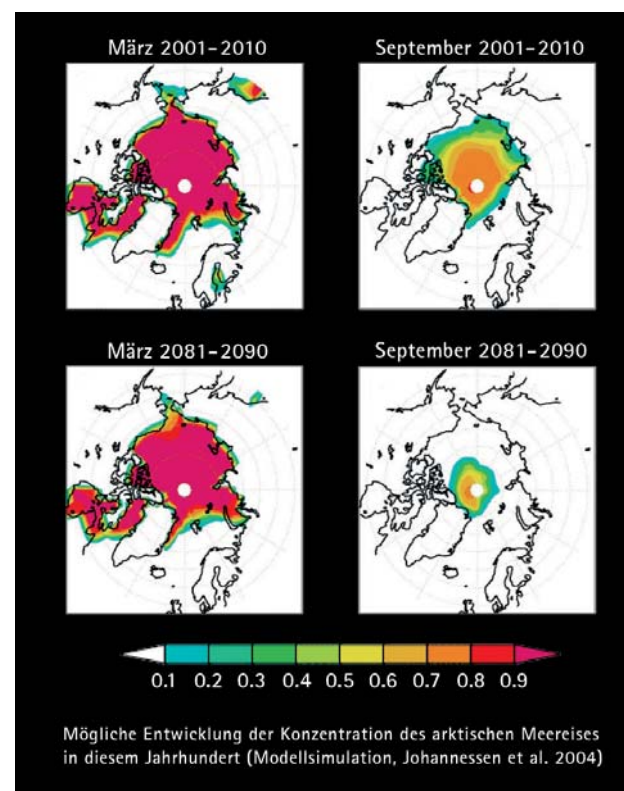 März 2001–2010
September 2001–2010
März 2081–2090
September 2081–2090
0.1 0.2 0.3 0.4 0.5 0.6 0.7 0.8 0.9
Mögliche Entwicklung der Konzentration des arktischen Meereises
in diesem Jahrhundert (Modellsimulation, Johannessen et al. 2004)